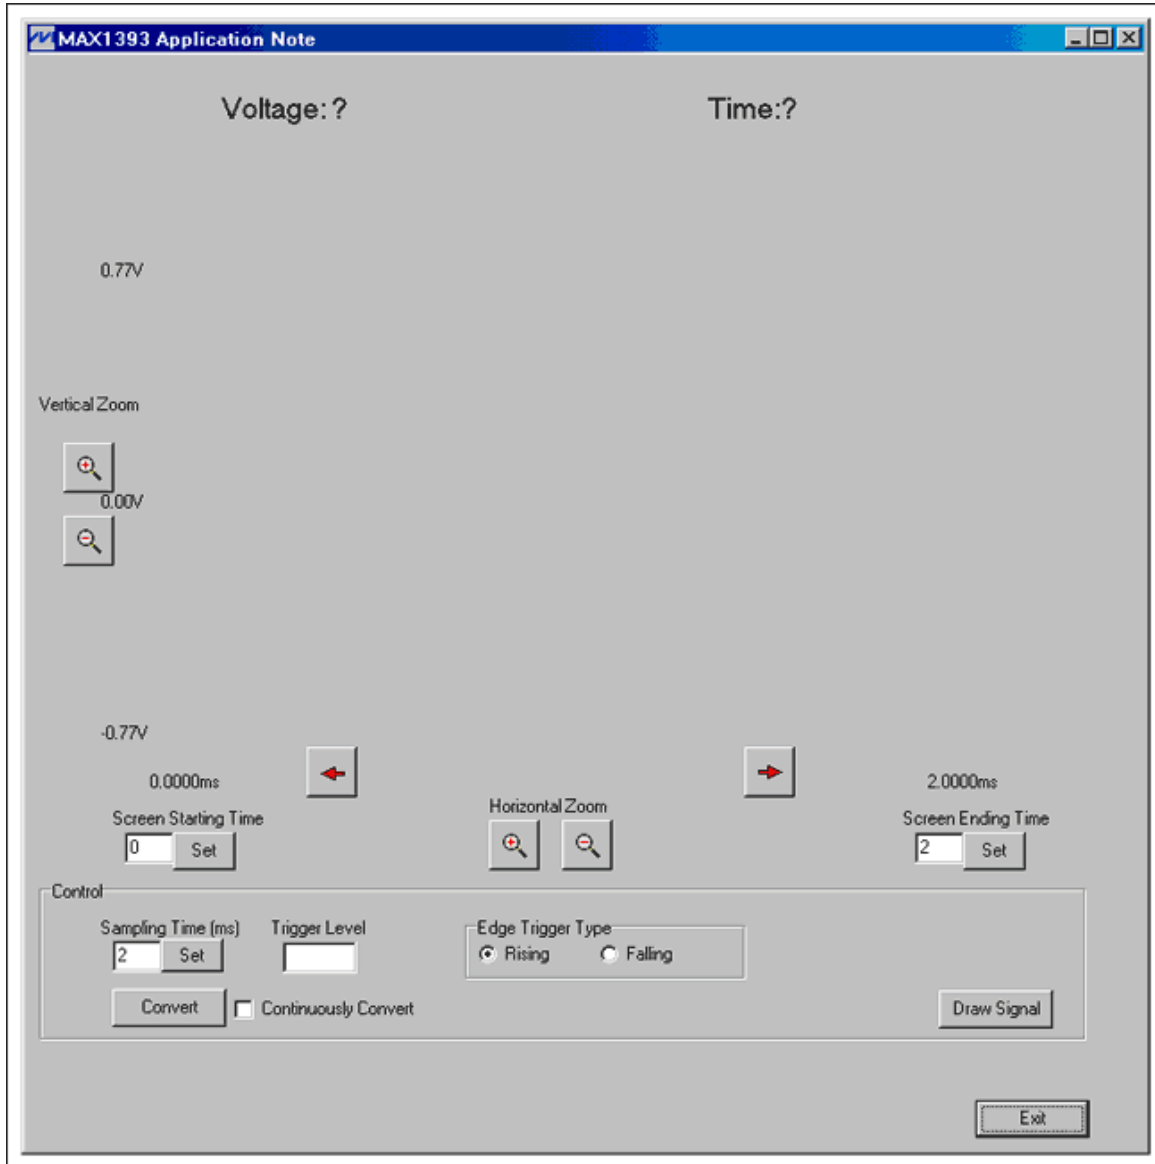 MAX1393 Application Note
Voltage: ? Time:?
0.77V
Vertical Zoom
0.00V
-0.77V
0.0000ms 2.0000ms
Horizontal Zoom
Screen Starting Time Screen Ending Time
0 Set 2 Set
Control
Sampling Time (ms) Trigger Level Edge Trigger Type
2 Set Rising Falling
Convert Continuously Convert Draw Signal
Exit